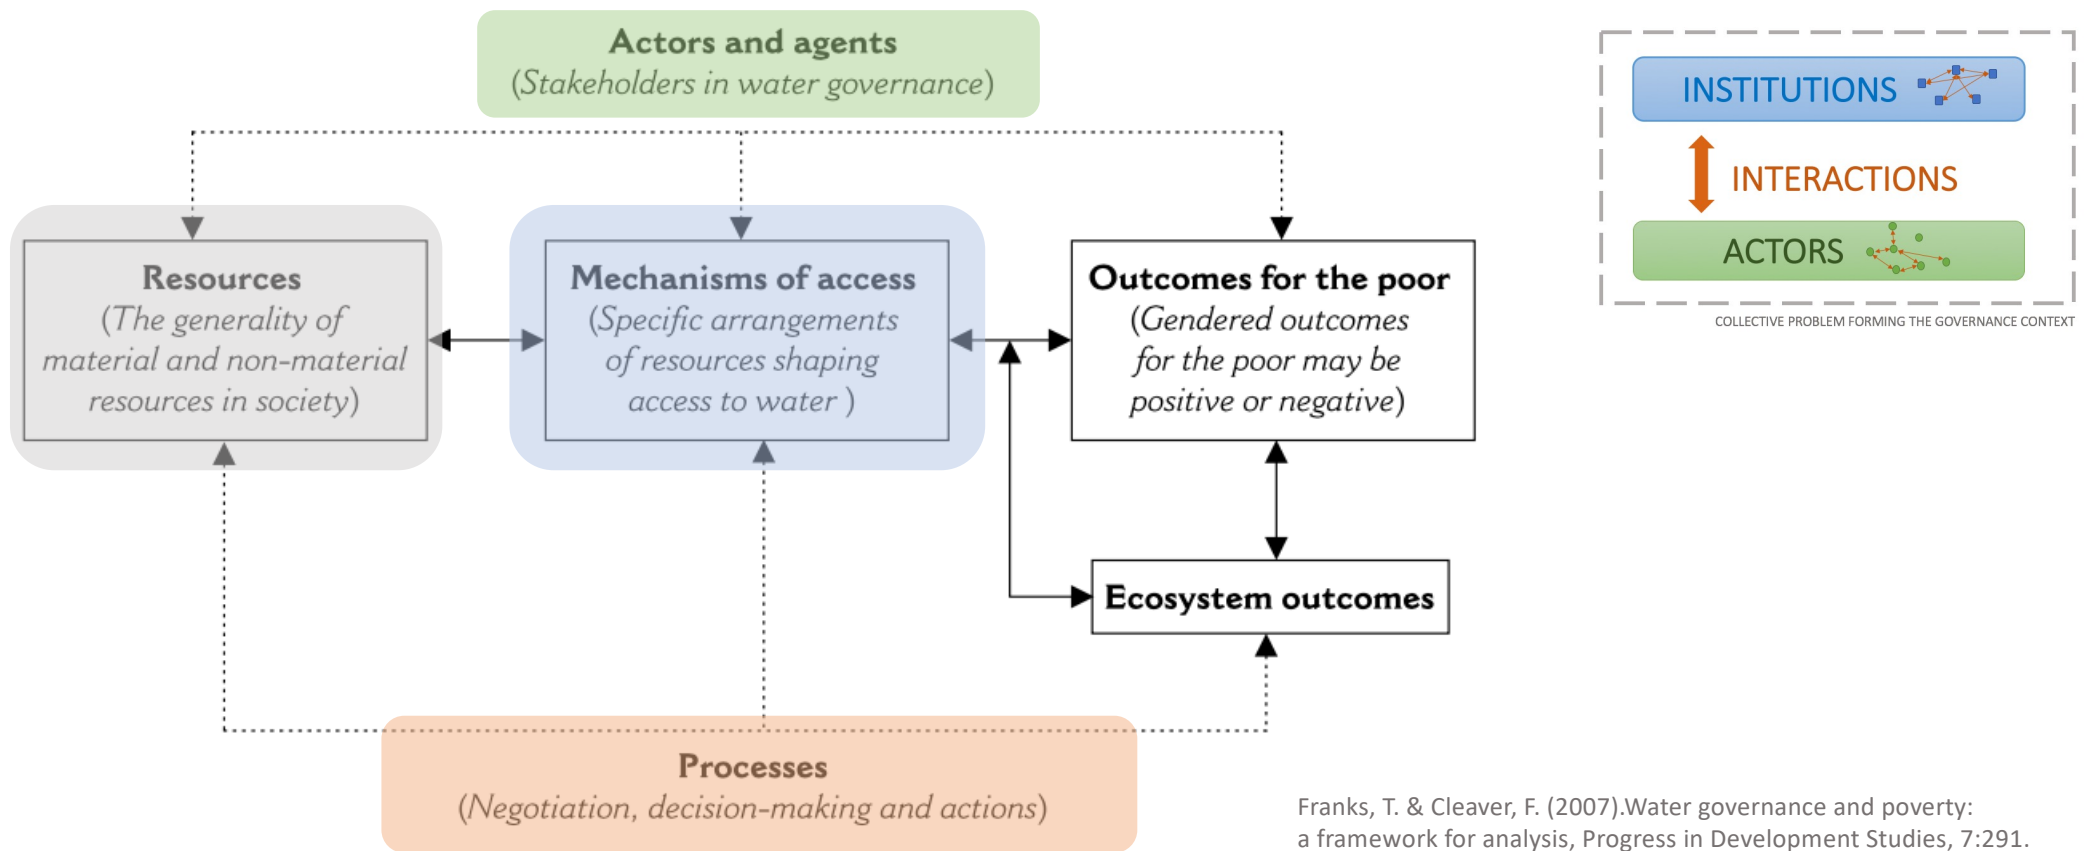 Actors and agents
(Stakeholders in water governance)
INSTITUTIONS
INTERACTIONS
ACTORS
COLLECTIVE PROBLEM FORMING THE GOVERNANCE CONTEXT
Resources
(The generality of
material and non-material
resources in society)
Mechanisms of access
(Specific arrangements
of resources shaping
access to water )
Outcomes for the poor
(Gendered outcomes
for the poor may be
positive or negative)
Ecosystem outcomes
Processes
(Negotiation, decision-making and actions)
Franks, T. & Cleaver, F. (2007).Water governance and poverty:
a framework for analysis, Progress in Development Studies, 7:291.